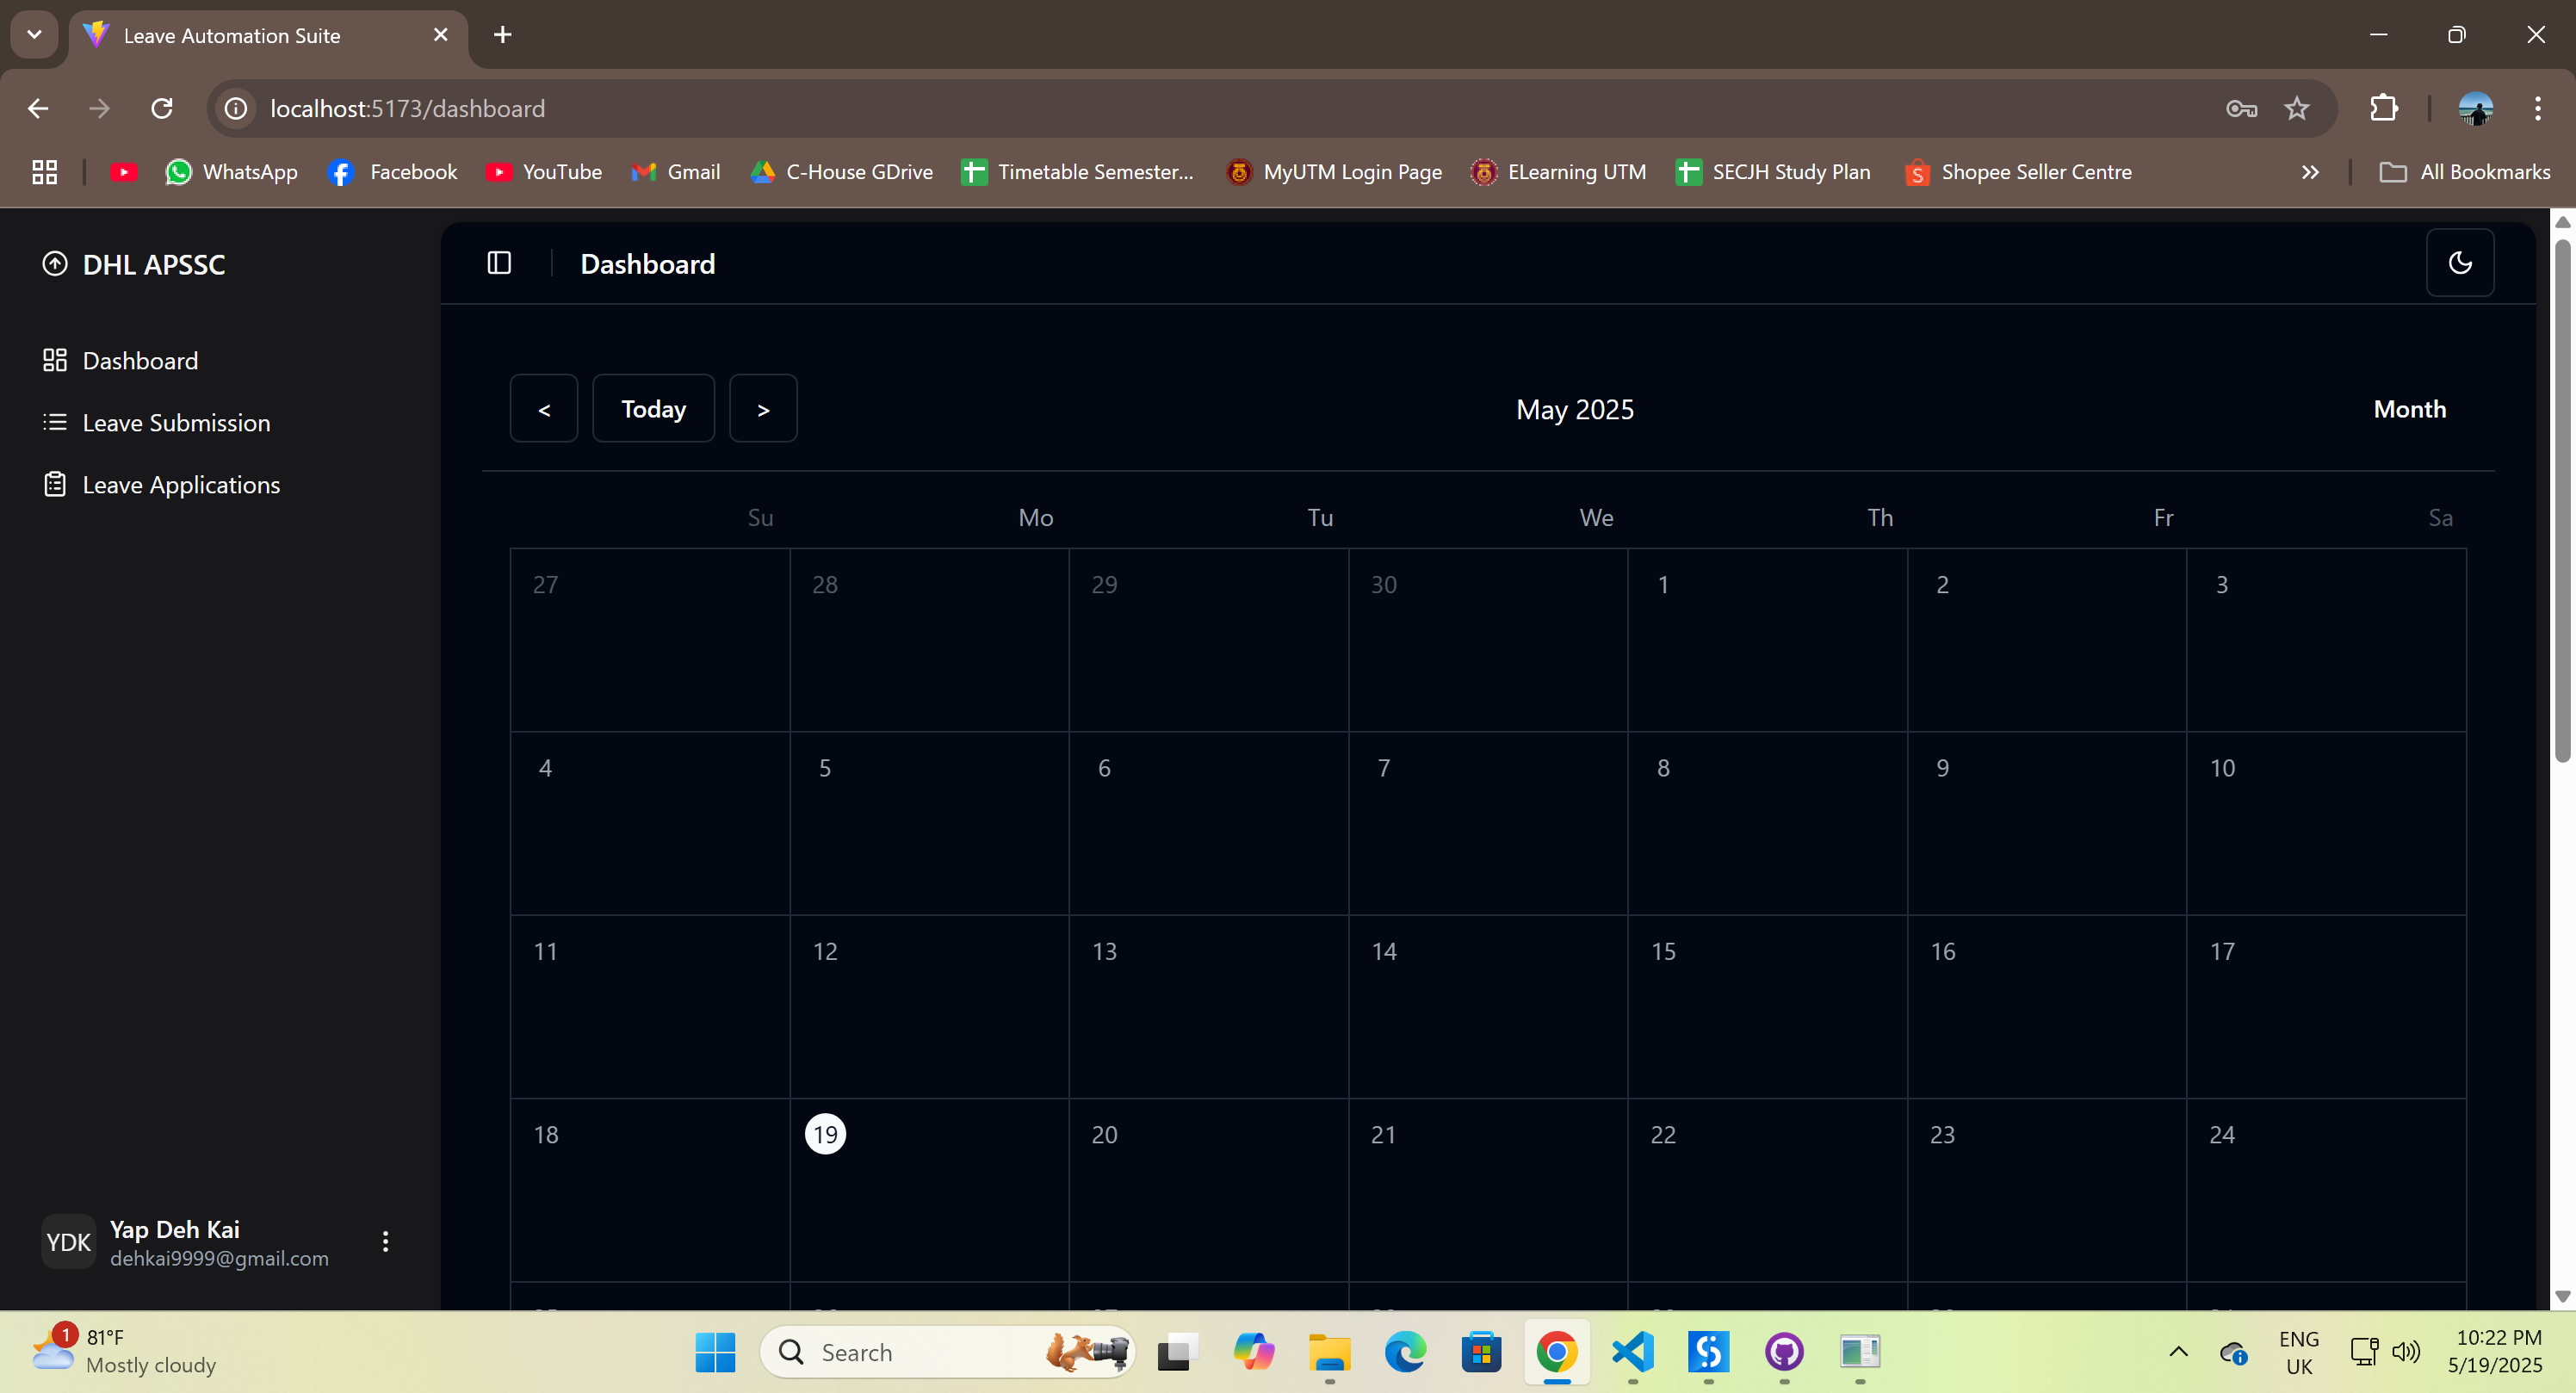 Leave Automation Suite
localhost:5173/dashboard
WhatsApp Facebook YouTube Gmail C-House GDrive Timetable Semester... MyUTM Login Page ELearning UTM SECJH Study Plan Shopee Seller Centre All Bookmarks
DHL APSSC
Dashboard
Leave Submission
Leave Applications
YDK
Yap Deh Kai
dehkai9999@gmail.com
Dashboard
< Today > May 2025 Month
Su Mo Tu We Th Fr Sa
27 28 29 30 1 2 3
4 5 6 7 8 9 10
11 12 13 14 15 16 17
18 19 20 21 22 23 24
1
81°F
Mostly cloudy
Search
ENG
UK
10:22 PM
5/19/2025